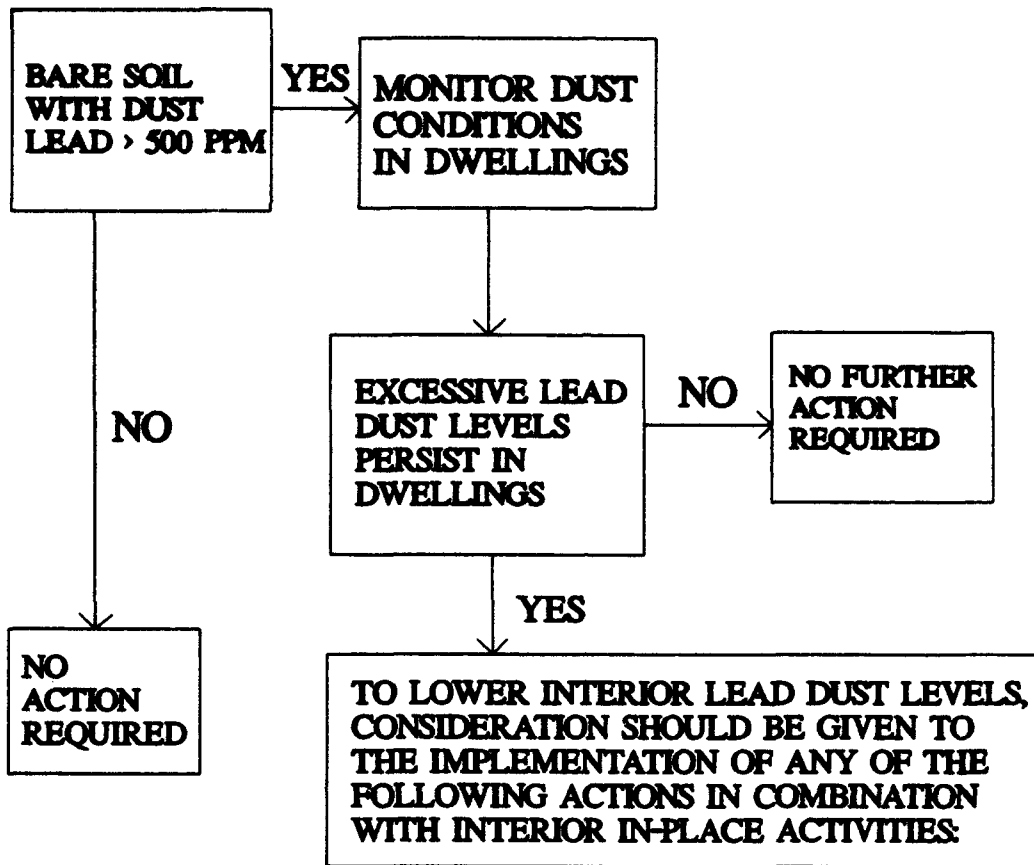 BARE SOIL
WITH DUST
LEAD > 500 PPM
YES
MONITOR DUST
CONDITIONS
IN DWELLINGS
NO
EXCESSIVE LEAD
DUST LEVELS
PERSIST IN
DWELLINGS
NO
NO FURTHER
ACTION
REQUIRED
YES
NO
ACTION
REQUIRED
TO LOWER INTERIOR LEAD DUST LEVELS,
CONSIDERATION SHOULD BE GIVEN TO
THE IMPLEMENTATION OF ANY OF THE
FOLLOWING ACTIONS IN COMBINATION
WITH INTERIOR IN-PLACE ACTIVITIES: